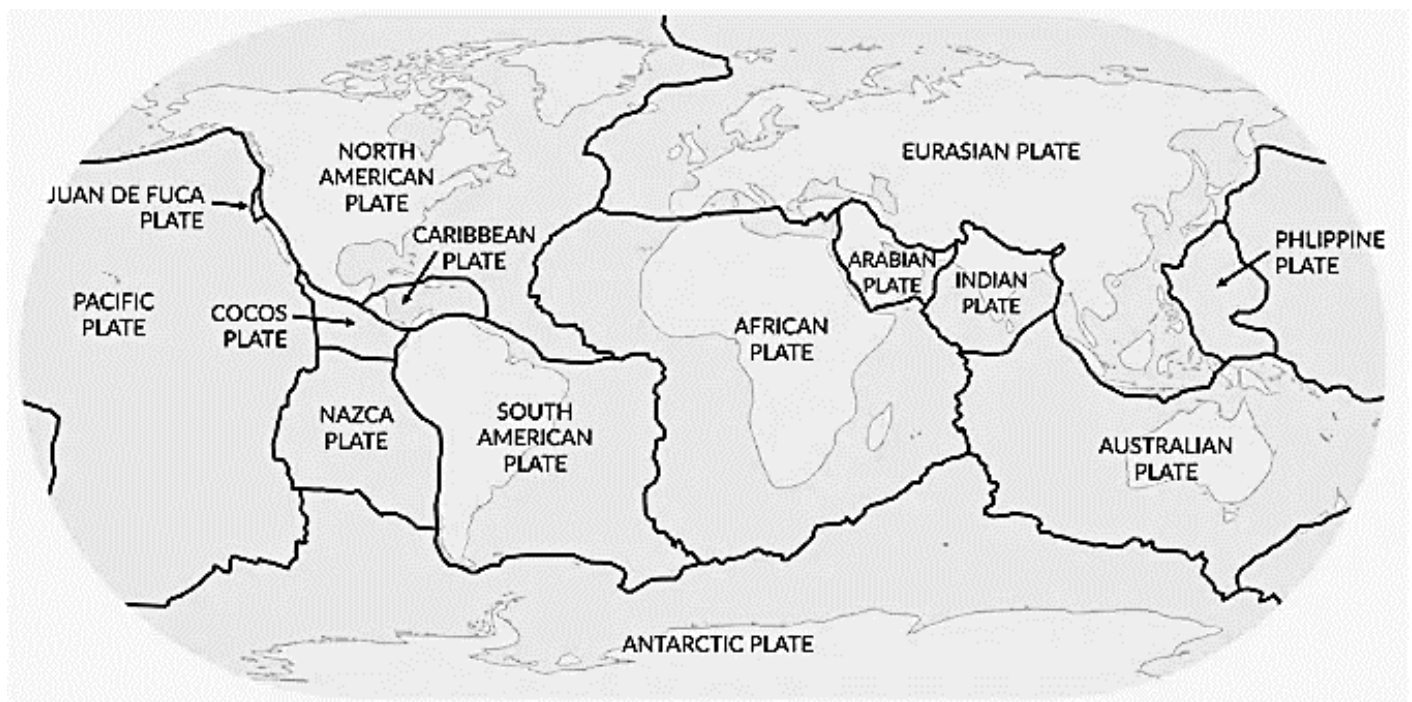 NORTH
AMERICAN
PLATE
EURASIAN PLATE
JUAN DE FUCA
PLATE
CARIBBEAN
PLATE
ARABIAN
PLATE
INDIAN
PLATE
PHLIPPINE
PLATE
PACIFIC
PLATE
COCOS
PLATE
AFRICAN
PLATE
NAZCA
PLATE
SOUTH
AMERICAN
PLATE
AUSTRALIAN
PLATE
ANTARCTIC PLATE